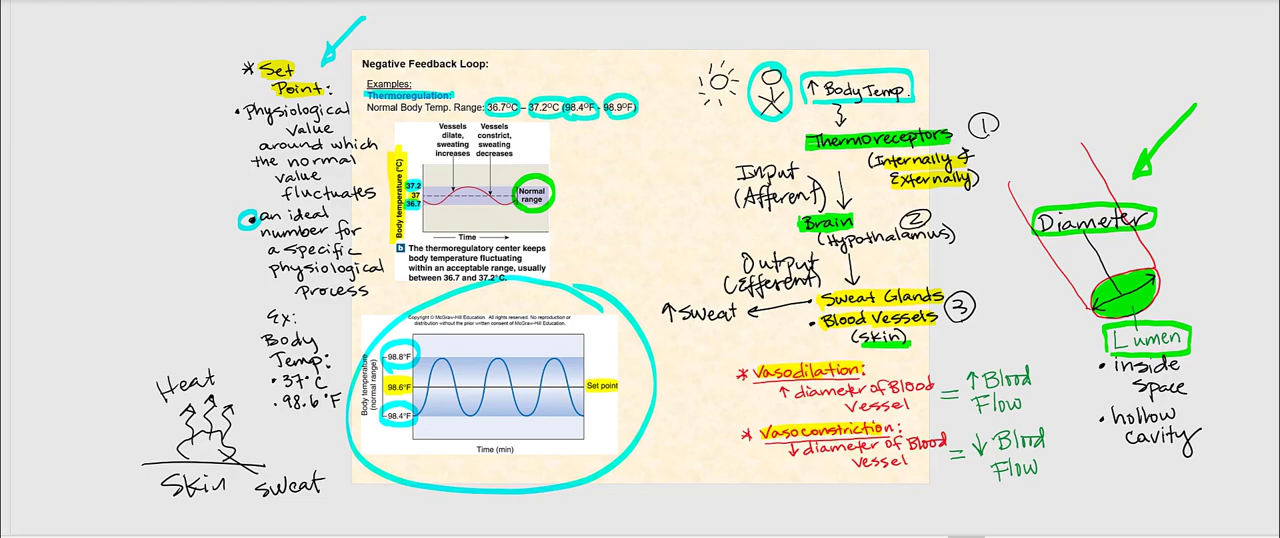 * Set
Point:
• Physiological
value
around which
the normal
value
fluctuates
• an ideal
number for
a specific
physiological
process
Ex:
Body
Temp:
• 37°C
• 98.6°F
Heat
Skin
Sweat
Negative Feedback Loop:
Examples:
Thermoregulation:
Normal Body Temp. Range: 36.7⁰C – 37.2⁰C (98.4⁰F - 98.9⁰F)
Vessels
dilate,
sweating
increases
Vessels
constrict,
sweating
decreases
Body temperature (°C)
37.2
37
36.7
Normal
range
Time
b The thermoregulatory center keeps
body temperature fluctuating
within an acceptable range, usually
between 36.7 and 37.2°C.
Copyright © McGraw-Hill Education. All rights reserved. No reproduction or
distribution without the prior written consent of McGraw-Hill Education.
Body temperature
(normal range)
98.8°F
98.6°F
98.4°F
Set point
Time (min)
↑ Body Temp.
Thermoreceptors
(Internally &
Externally)
1
Input
(Afferent)
Brain
(Hypothalamus)
2
Output
(Efferent)
• Sweat Glands
• Blood Vessels
(Skin)
3
↑ Sweat
* Vasodilation:
↑ diameter of Blood
Vessel
= ↑ Blood
Flow
* Vasoconstriction:
↓ diameter of Blood
Vessel
= ↓ Blood
Flow
Diameter
Lumen
• inside
space
• hollow
cavity